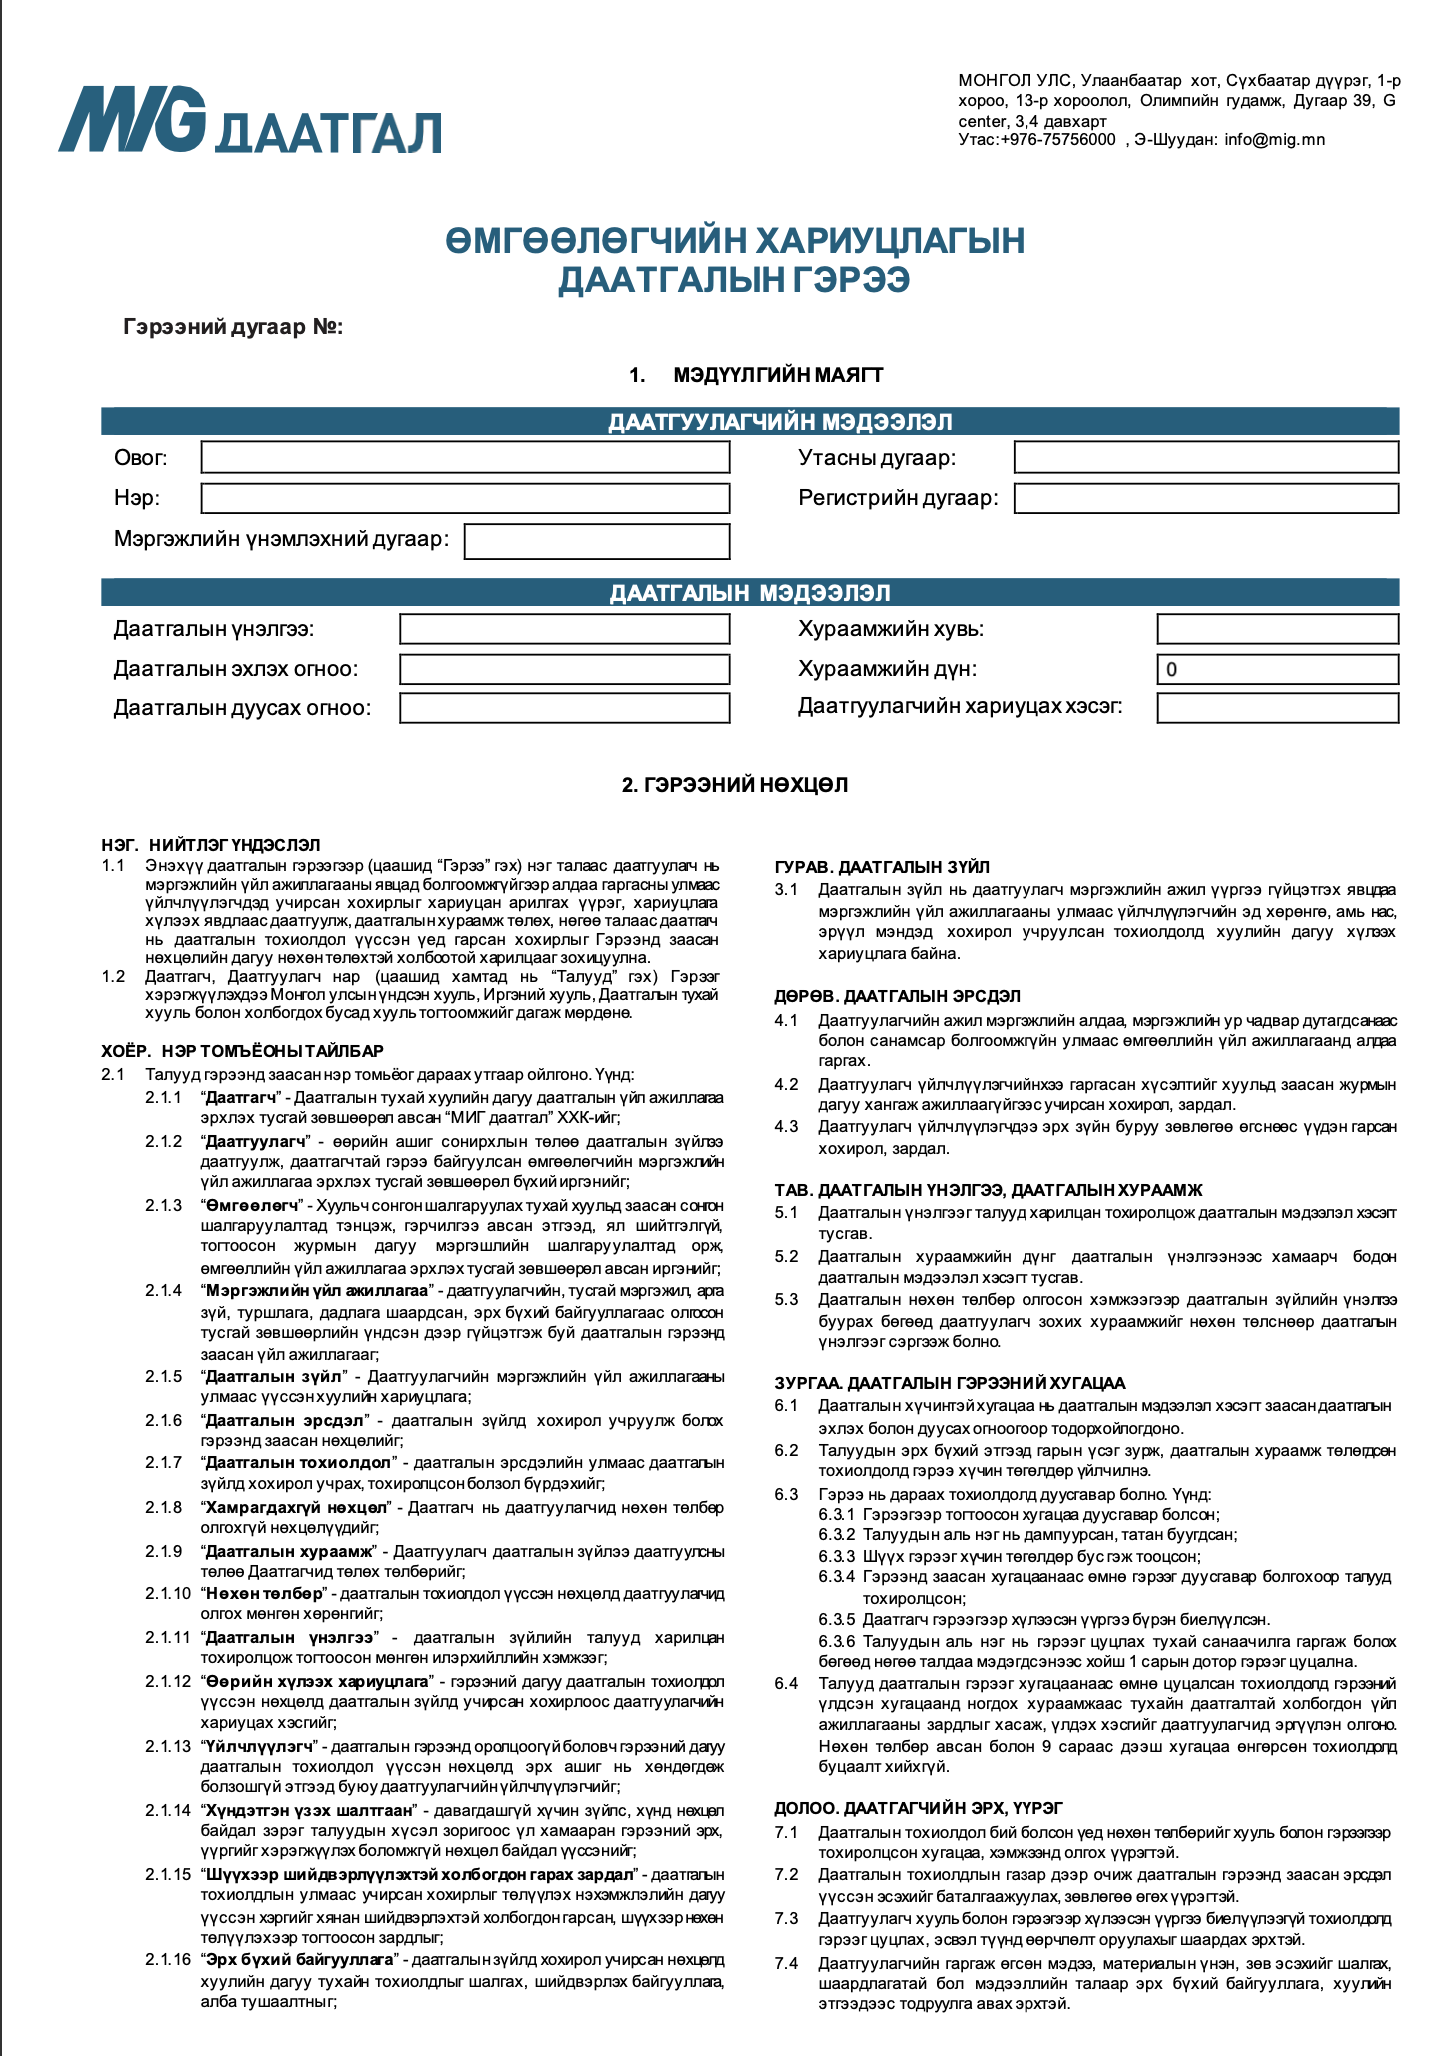 MIG ДААТГАЛ
МОНГОЛ УЛС, Улаанбаатар хот, Сүхбаатар дүүрэг, 1-р
хороо, 13-р хороолол, Олимпийн гудамж, Дугаар 39, G
center, 3,4 давхарт
Утас:+976-75756000 , Э-Шуудан: info@mig.mn
ӨМГӨӨЛӨГЧИЙН ХАРИУЦЛАГЫН
ДААТГАЛЫН ГЭРЭЭ
Гэрээний дугаар №:
1. МЭДҮҮЛГИЙН МАЯГТ
ДААТГУУЛАГЧИЙН МЭДЭЭЛЭЛ
Овог:
Утасны дугаар:
Нэр:
Регистрийн дугаар:
Мэргэжлийн үнэмлэхний дугаар:
ДААТГАЛЫН МЭДЭЭЛЭЛ
Даатгалын үнэлгээ:
Хураамжийн хувь:
Даатгалын эхлэх огноо:
Хураамжийн дүн: 0
Даатгалын дуусах огноо:
Даатгуулагчийн хариуцах хэсэг:
2. ГЭРЭЭНИЙ НӨХЦӨЛ
НЭГ. НИЙТЛЭГ ҮНДЭСЛЭЛ
1.1 Энэхүү даатгалын гэрээгээр (цаашид “Гэрээ” гэх) нэг талаас даатгуулагч нь
мэргэжлийн үйл ажиллагааны явцад болгоомжгүйгээр алдаа гаргасны улмаас
үйлчлүүлэгчдэд учирсан хохирлыг хариуцан арилгах үүрэг, хариуцлага
хүлээх явдлаас даатгуулж, даатгалын хураамж төлөх, нөгөө талаас даатгагч
нь даатгалын тохиолдол үүссэн үед гарсан хохирлыг Гэрээнд заасан
нөхцөлийн дагуу нөхөн төлөхтэй холбоотой харилцааг зохицуулна.
1.2 Даатгагч, Даатгуулагч нар (цаашид хамтад нь “Талууд” гэх) Гэрээг
хэрэгжүүлэхдээ Монгол улсын үндсэн хууль, Иргэний хууль, Даатгалын тухай
хууль болон холбогдох бусад хууль тогтоомжийг дагаж мөрдөнө.
ХОЁР. НЭР ТОМЪЁОНЫ ТАЙЛБАР
2.1 Талууд гэрээнд заасан нэр томьёог дараах утгаар ойлгоно. Үүнд:
2.1.1 “Даатгагч” - Даатгалын тухай хуулийн дагуу даатгалын үйл ажиллагаа
эрхлэх тусгай зөвшөөрөл авсан “МИГ даатгал” ХХК-ийг;
2.1.2 “Даатгуулагч” - өөрийн ашиг сонирхлын төлөө даатгалын зүйлээ
даатгуулж, даатгагчтай гэрээ байгуулсан өмгөөлөгчийн мэргэжлийн
үйл ажиллагаа эрхлэх тусгай зөвшөөрөл бүхий иргэнийг;
2.1.3 “Өмгөөлөгч” - Хуульч сонгон шалгаруулах тухай хуульд заасан сонгон
шалгаруулалтад тэнцэж, гэрчилгээ авсан этгээд, ял шийтгэлгүй,
тогтоосон журмын дагуу мэргэшлийн шалгаруулалтад орж,
өмгөөллийн үйл ажиллагаа эрхлэх тусгай зөвшөөрөл авсан иргэнийг;
2.1.4 “Мэргэжлийн үйл ажиллагаа” - даатгуулагчийн, тусгай мэргэжил, арга
зүй, туршлага, дадлага шаардсан, эрх бүхий байгууллагаас олгосон
тусгай зөвшөөрлийн үндсэн дээр гүйцэтгэж буй даатгалын гэрээнд
заасан үйл ажиллагааг;
2.1.5 “Даатгалын зүйл” - Даатгуулагчийн мэргэжлийн үйл ажиллагааны
улмаас үүссэн хуулийн хариуцлага;
2.1.6 “Даатгалын эрсдэл” - даатгалын зүйлд хохирол учруулж болох
гэрээнд заасан нөхцөлийг;
2.1.7 “Даатгалын тохиолдол” - даатгалын эрсдэлийн улмаас даатгалын
зүйлд хохирол учрах, тохиролцсон болзол бүрдэхийг;
2.1.8 “Хамрагдахгүй нөхцөл” - Даатгагч нь даатгуулагчид нөхөн төлбөр
олгохгүй нөхцөлүүдийг;
2.1.9 “Даатгалын хураамж” - Даатгуулагч даатгалын зүйлээ даатгуулсны
төлөө Даатгагчид төлөх төлбөрийг;
2.1.10 “Нөхөн төлбөр” - даатгалын тохиолдол үүссэн нөхцөлд даатгуулагчид
олгох мөнгөн хөрөнгийг;
2.1.11 “Даатгалын үнэлгээ” - даатгалын зүйлийн талууд харилцан
тохиролцож тогтоосон мөнгөн илэрхийллийн хэмжээг;
2.1.12 “Өөрийн хүлээх хариуцлага” - гэрээний дагуу даатгалын тохиолдол
үүссэн нөхцөлд даатгалын зүйлд учирсан хохирлоос даатгуулагчийн
хариуцах хэсгийг;
2.1.13 “Үйлчлүүлэгч” - даатгалын гэрээнд оролцоогүй боловч гэрээний дагуу
даатгалын тохиолдол үүссэн нөхцөлд эрх ашиг нь хөндөгдөж
болзошгүй этгээд буюу даатгуулагчийн үйлчлүүлэгчийг;
2.1.14 “Хүндэтгэн үзэх шалтгаан” - давагдашгүй хүчин зүйлс, хүнд нөхцөл
байдал зэрэг талуудын хүсэл зоригоос үл хамааран гэрээний эрх,
үүргийг хэрэгжүүлэх боломжгүй нөхцөл байдал үүссэнийг;
2.1.15 “Шүүхээр шийдвэрлүүлэхтэй холбогдон гарах зардал” - даатгалын
тохиолдлын улмаас учирсан хохирлыг төлүүлэх нэхэмжлэлийн дагуу
үүссэн хэргийг хянан шийдвэрлэхтэй холбогдон гарсан, шүүхээр нөхөн
төлүүлэхээр тогтоосон зардлыг;
2.1.16 “Эрх бүхий байгууллага” - даатгалын зүйлд хохирол учирсан нөхцөлд
хуулийн дагуу тухайн тохиолдлыг шалгах, шийдвэрлэх байгууллага,
алба тушаалтныг;
ГУРАВ. ДААТГАЛЫН ЗҮЙЛ
3.1 Даатгалын зүйл нь даатгуулагч мэргэжлийн ажил үүргээ гүйцэтгэх явцдаа
мэргэжлийн үйл ажиллагааны улмаас үйлчлүүлэгчийн эд хөрөнгө, амь нас,
эрүүл мэндэд хохирол учруулсан тохиолдолд хуулийн дагуу хүлээх
хариуцлага байна.
ДӨРӨВ. ДААТГАЛЫН ЭРСДЭЛ
4.1 Даатгуулагчийн ажил мэргэжлийн алдаа, мэргэжлийн ур чадвар дутагдсанаас
болон санамсар болгоомжгүйн улмаас өмгөөллийн үйл ажиллагаанд алдаа
гаргах.
4.2 Даатгуулагч үйлчлүүлэгчийнхээ гаргасан хүсэлтийг хуульд заасан журмын
дагуу хангаж ажиллаагүйгээс учирсан хохирол, зардал.
4.3 Даатгуулагч үйлчлүүлэгчдээ эрх зүйн буруу зөвлөгөө өгснөөс үүдэн гарсан
хохирол, зардал.
ТАВ. ДААТГАЛЫН ҮНЭЛГЭЭ, ДААТГАЛЫН ХУРААМЖ
5.1 Даатгалын үнэлгээг талууд харилцан тохиролцож даатгалын мэдээлэл хэсэгт
тусгав.
5.2 Даатгалын хураамжийн дүнг даатгалын үнэлгээнээс хамаарч бодон
даатгалын мэдээлэл хэсэгт тусгав.
5.3 Даатгалын нөхөн төлбөр олгосон хэмжээгээр даатгалын зүйлийн үнэлгээ
буурах бөгөөд даатгуулагч зохих хураамжийг нөхөн төлснөөр даатгалын
үнэлгээг сэргээж болно.
ЗУРГАА. ДААТГАЛЫН ГЭРЭЭНИЙ ХУГАЦАА
6.1 Даатгалын хүчинтэй хугацаа нь даатгалын мэдээлэл хэсэгт заасан даатгалын
эхлэх болон дуусах огноогоор тодорхойлогдоно.
6.2 Талуудын эрх бүхий этгээд гарын үсэг зурж, даатгалын хураамж төлөгдсөн
тохиолдолд гэрээ хүчин төгөлдөр үйлчилнэ.
6.3 Гэрээ нь дараах тохиолдолд дуусгавар болно. Үүнд:
6.3.1 Гэрээгээр тогтоосон хугацаа дуусгавар болсон;
6.3.2 Талуудын аль нэг нь дампуурсан, татан буугдсан;
6.3.3 Шүүх гэрээг хүчин төгөлдөр бус гэж тооцсон;
6.3.4 Гэрээнд заасан хугацаанаас өмнө гэрээг дуусгавар болгохоор талууд
тохиролцсон;
6.3.5 Даатгагч гэрээгээр хүлээсэн үүргээ бүрэн биелүүлсэн.
6.3.6 Талуудын аль нэг нь гэрээг цуцлах тухай санаачилга гаргаж болох
бөгөөд нөгөө талдаа мэдэгдсэнээс хойш 1 сарын дотор гэрээг цуцална.
6.4 Талууд даатгалын гэрээг хугацаанаас өмнө цуцалсан тохиолдолд гэрээний
үлдсэн хугацаанд ногдох хураамжаас тухайн даатгалтай холбогдон үйл
ажиллагааны зардлыг хасаж, үлдэх хэсгийг даатгуулагчид эргүүлэн олгоно.
Нөхөн төлбөр авсан болон 9 сараас дээш хугацаа өнгөрсөн тохиолдолд
буцаалт хийхгүй.
ДОЛОО. ДААТГАГЧИЙН ЭРХ, ҮҮРЭГ
7.1 Даатгалын тохиолдол бий болсон үед нөхөн төлбөрийг хууль болон гэрээгээр
тохиролцсон хугацаа, хэмжээнд олгох үүрэгтэй.
7.2 Даатгалын тохиолдлын газар дээр очиж даатгалын гэрээнд заасан эрсдэл
үүссэн эсэхийг баталгаажуулах, зөвлөгөө өгөх үүрэгтэй.
7.3 Даатгуулагч хууль болон гэрээгээр хүлээсэн үүргээ биелүүлээгүй тохиолдолд
гэрээг цуцлах, эсвэл түүнд өөрчлөлт оруулахыг шаардах эрхтэй.
7.4 Даатгуулагчийн гаргаж өгсөн мэдээ, материалын үнэн, зөв эсэхийг шалгах,
шаардлагатай бол мэдээллийн талаар эрх бүхий байгууллага, хуулийн
этгээдээс тодруулга авах эрхтэй.